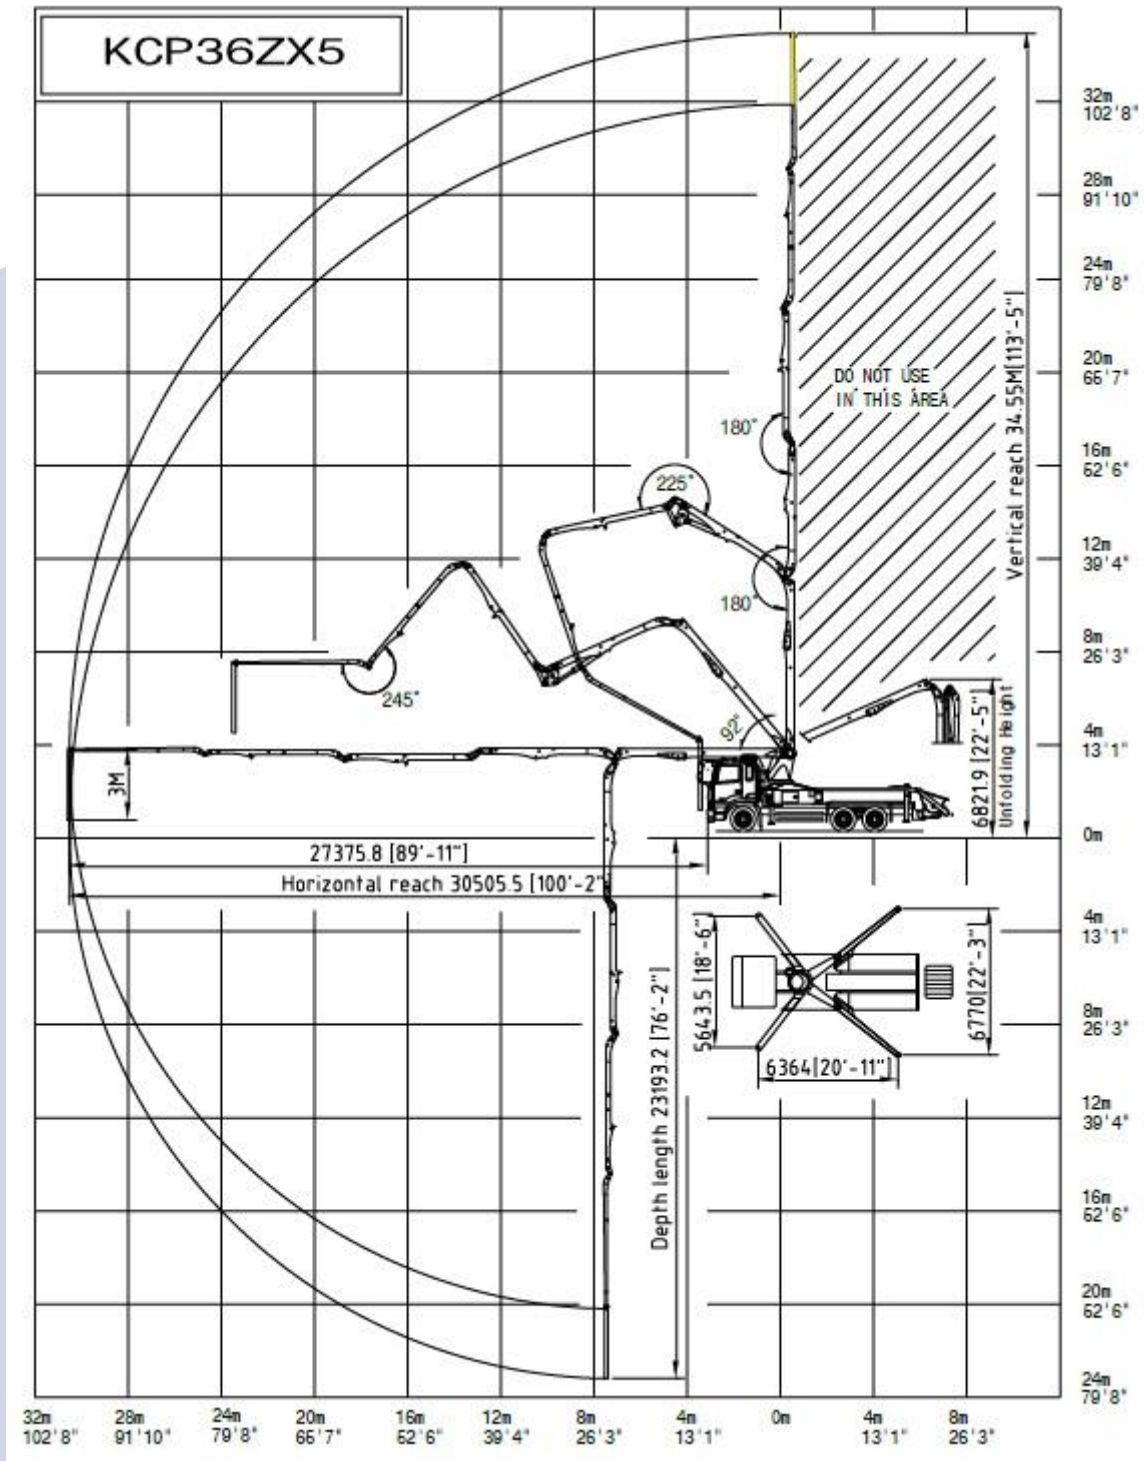 KCP36ZX5
32m
102'8"
28m
91'10"
24m
79'8"
20m
65'7"
16m
52'6"
12m
39'4"
8m
26'3"
4m
13'1"
0m
4m
13'1"
8m
26'3"
12m
39'4"
16m
52'6"
20m
52'6"
24m
79'8"
DO NOT USE
IN THIS AREA
Vertical reach 34.55M[113'-5"]
180°
225°
180°
245°
92°
6821.9 [22'-5"]
Unfolding Height
3M
27375.8 [89'-11"]
Horizontal reach 30505.5 [100'-2"
Depth length 23193.2 [76'-2"]
5643.5 [18'-6"]
6770[22'-3"]
6364[20'-11"]
32m
102'8"
28m
91'10"
24m
79'8"
20m
66'7"
16m
52'6"
12m
39'4"
8m
26'3"
4m
13'1"
0m
4m
13'1"
8m
26'3"